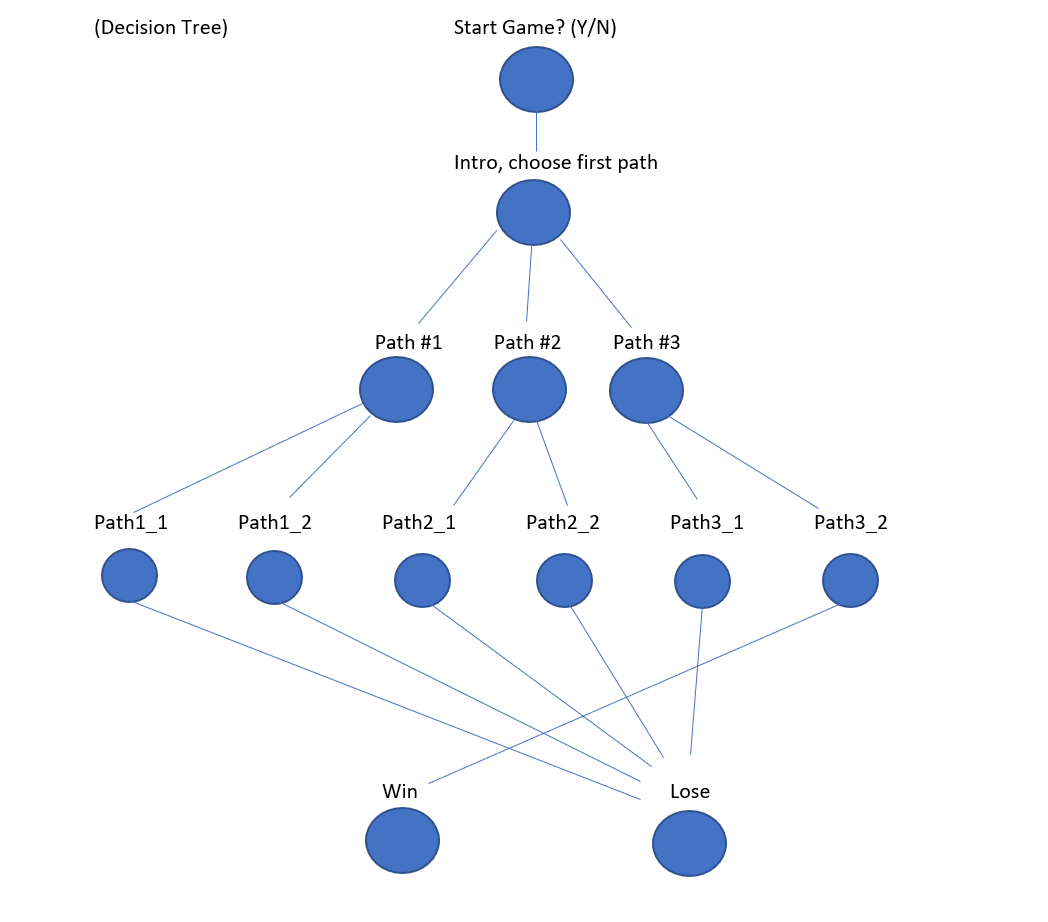 (Decision Tree)
Start Game? (Y/N)
Intro, choose first path
Path #1
Path #2
Path #3
Path1_1
Path1_2
Path2_1
Path2_2
Path3_1
Path3_2
Win
Lose